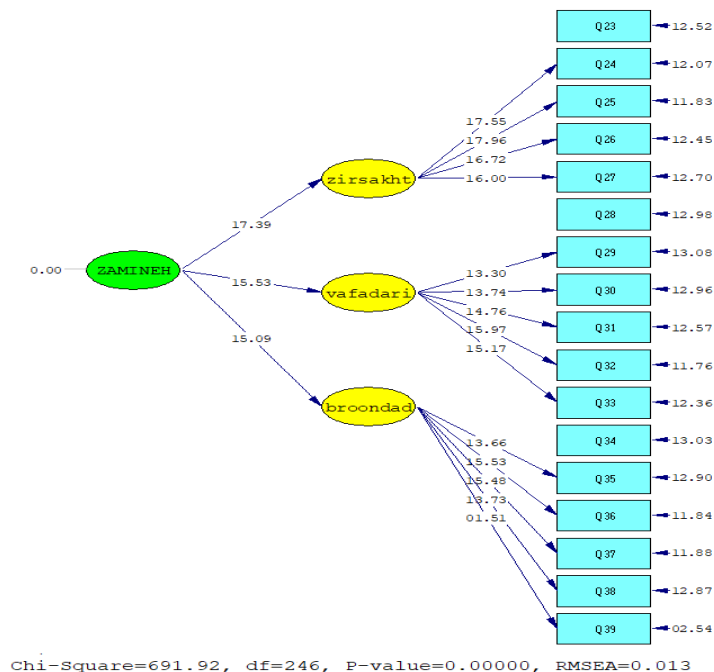 Q23 12.52
Q24 12.07
Q25 11.83
17.55
17.96
Q26 12.45
16.72
zirsakht
16.00
Q27 12.70
Q28 12.98
17.39
Q29 13.08
0.00 ZAMINEH
13.30
15.53
Q30 12.96
vafadari
13.74
14.76
Q31 12.57
15.97
15.09
15.17
Q32 11.76
Q33 12.36
broondad
Q34 13.03
13.66
15.53
Q35 12.90
15.48
13.73
Q36 11.84
01.51
Q37 11.88
Q38 12.87
Q39 02.54
Chi-Square=691.92, df=246, P-value=0.00000, RMSEA=0.013